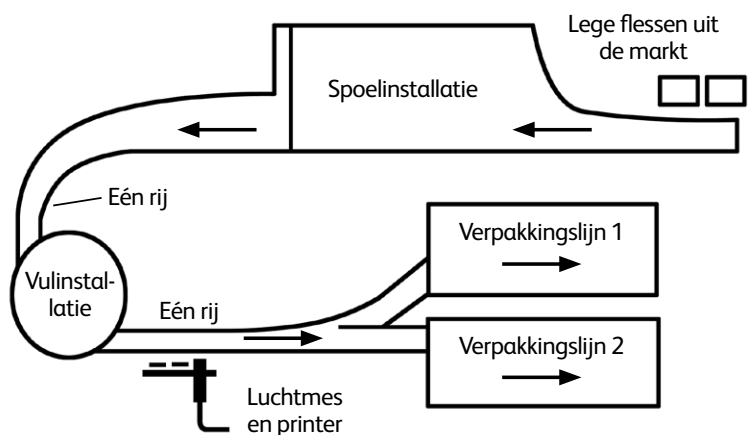 Lege flessen uit
de markt
Spoelinstallatie
Eén rij
Vulinstal-
latie
Eén rij
Verpakkingslijn 1
Verpakkingslijn 2
Luchtmes
en printer